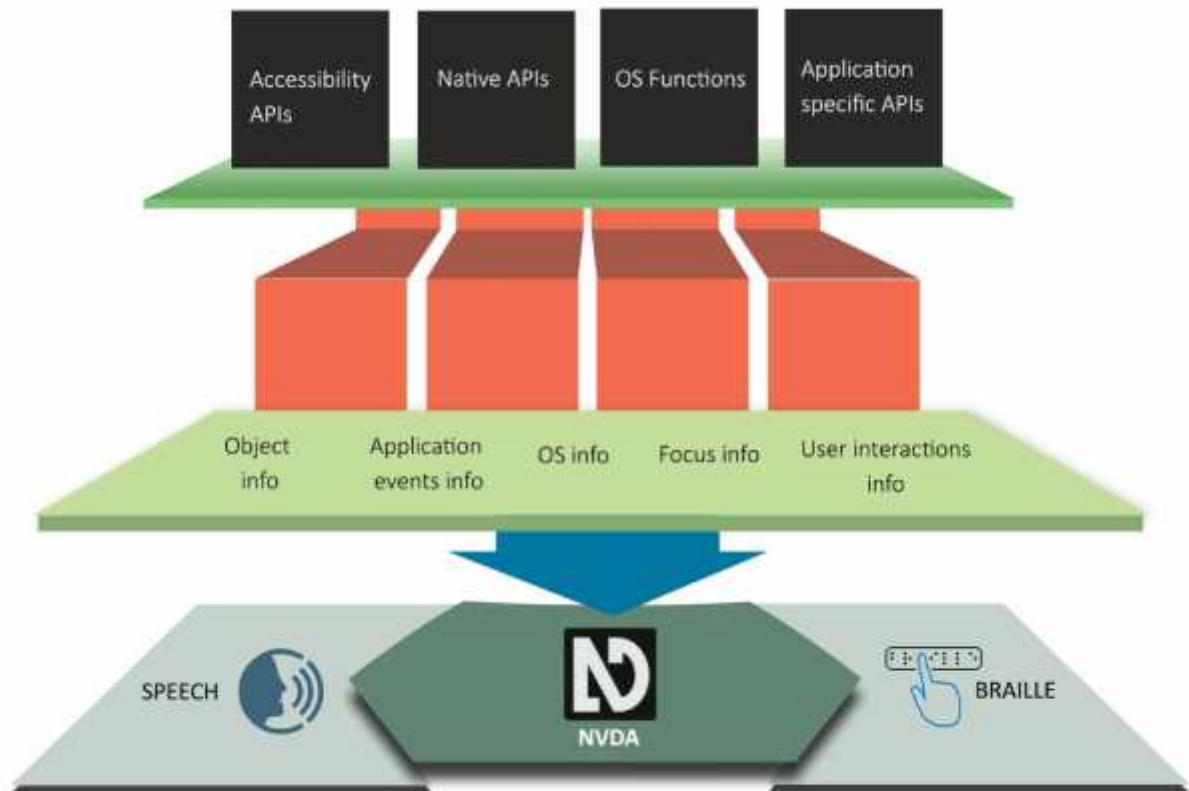 Accessibility
APIs
Native APIs
OS Functions
Application
specific APIs
Object
info
Application
events info
OS info
Focus info
User interactions
info
SPEECH
NVDA
BRAILLE